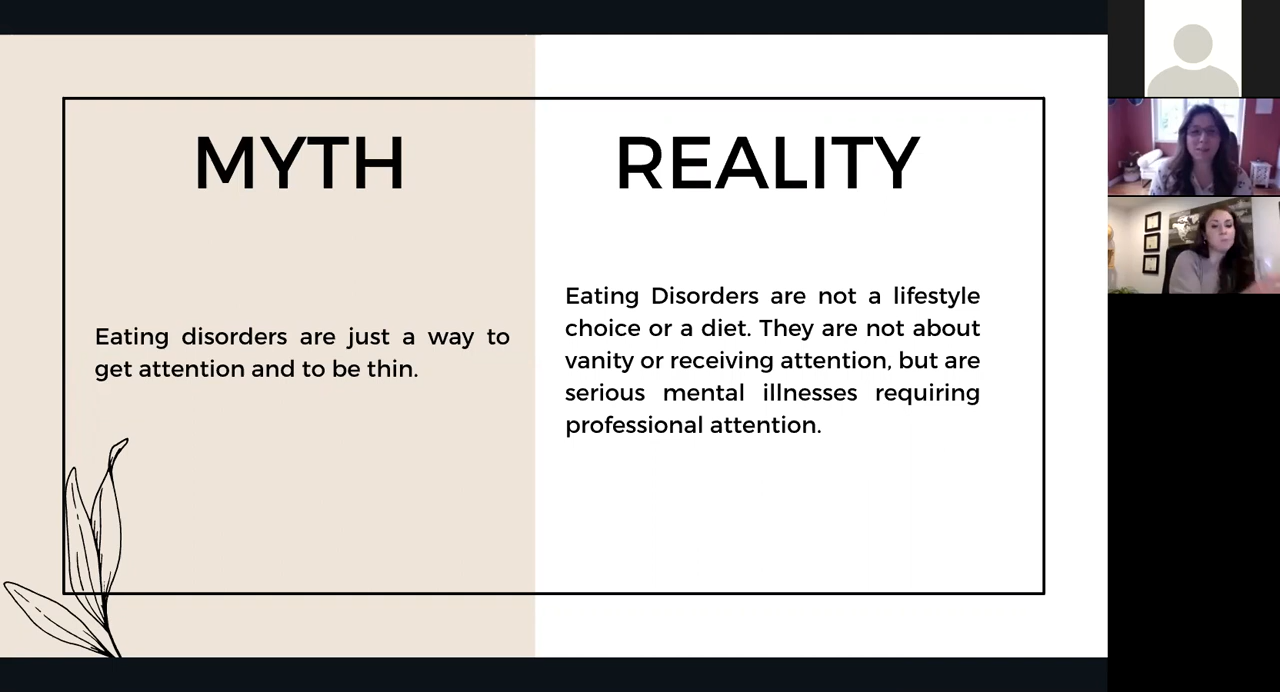 MYTH
Eating disorders are just a way to
get attention and to be thin.
REALITY
Eating Disorders are not a lifestyle
choice or a diet. They are not about
vanity or receiving attention, but are
serious mental illnesses requiring
professional attention.